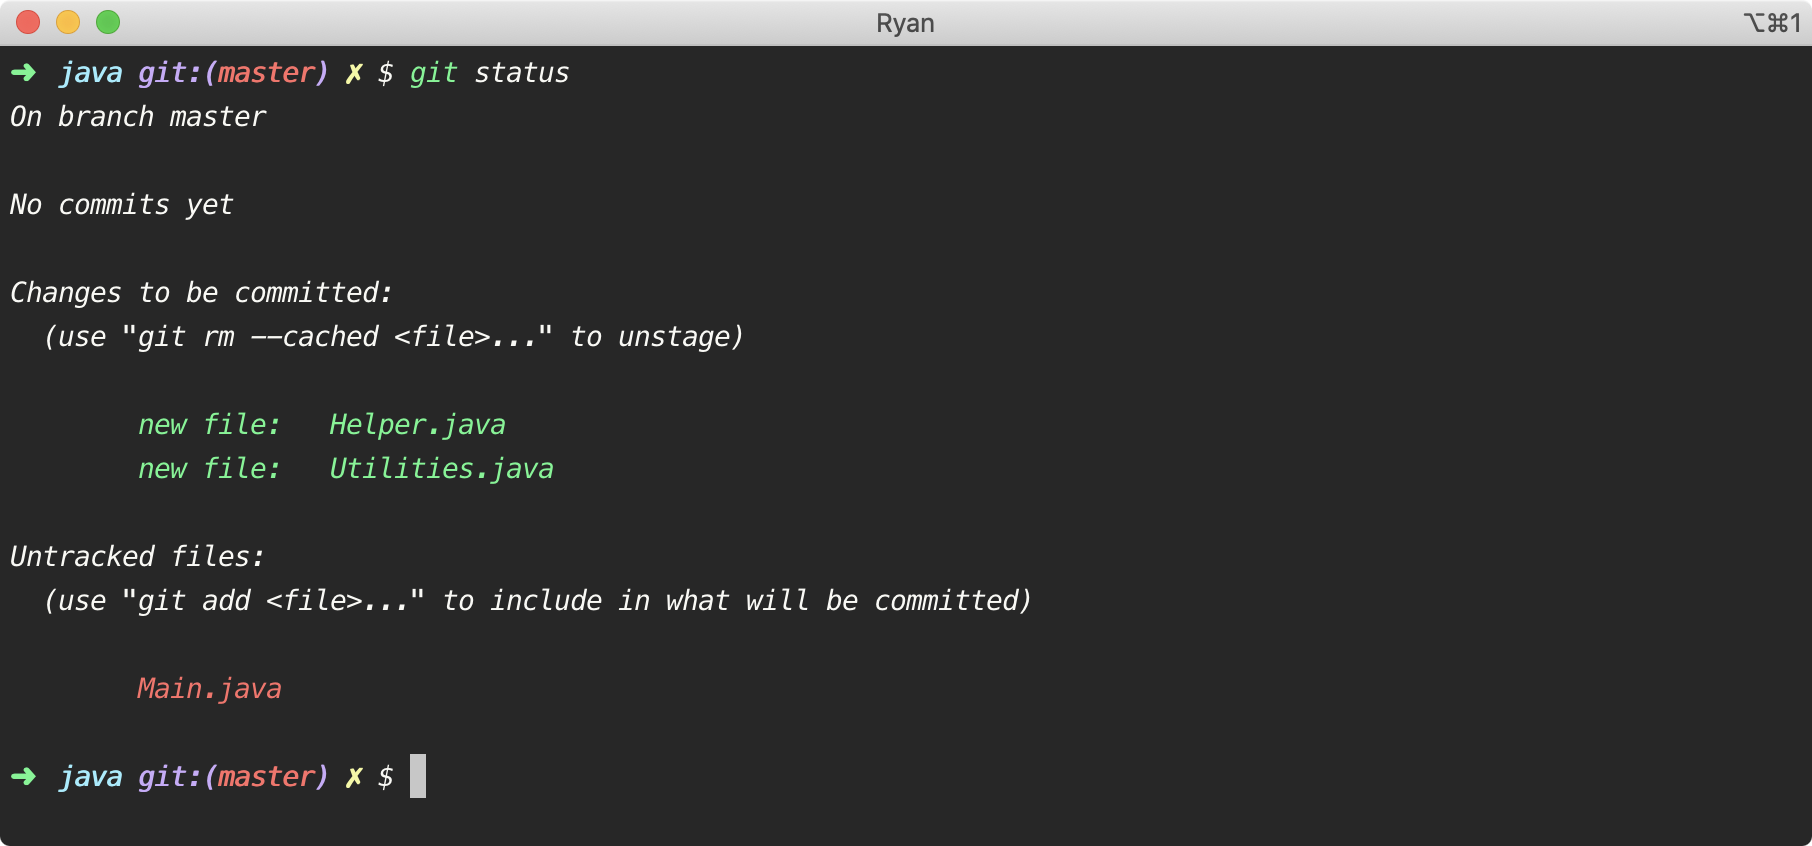 Ryan
⌥⌘1
➜ java git:(master) ✗ $ git status
On branch master
No commits yet
Changes to be committed:
(use "git rm --cached <file>..." to unstage)
new file: Helper.java
new file: Utilities.java
Untracked files:
(use "git add <file>..." to include in what will be committed)
Main.java
➜ java git:(master) ✗ $